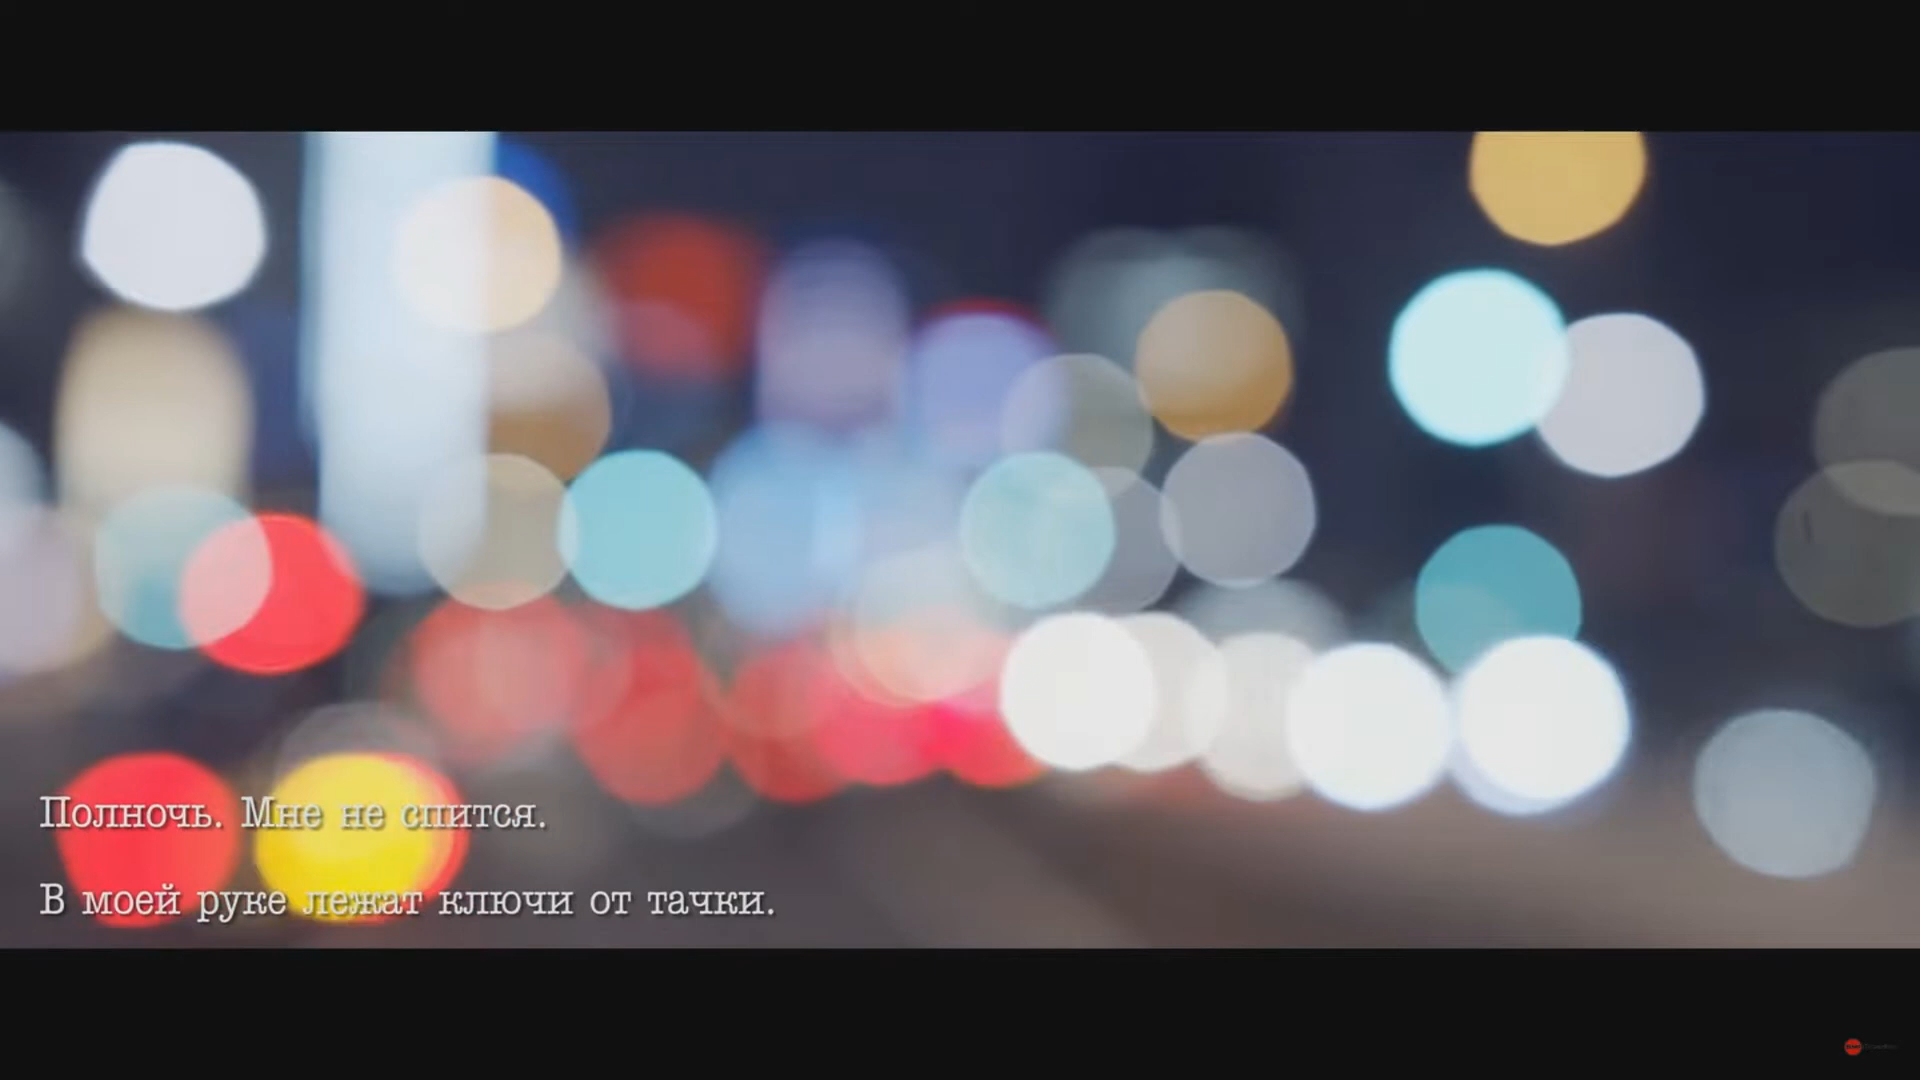 Полночь. Мне не спится.
В моей руке лежат ключи от тачки.